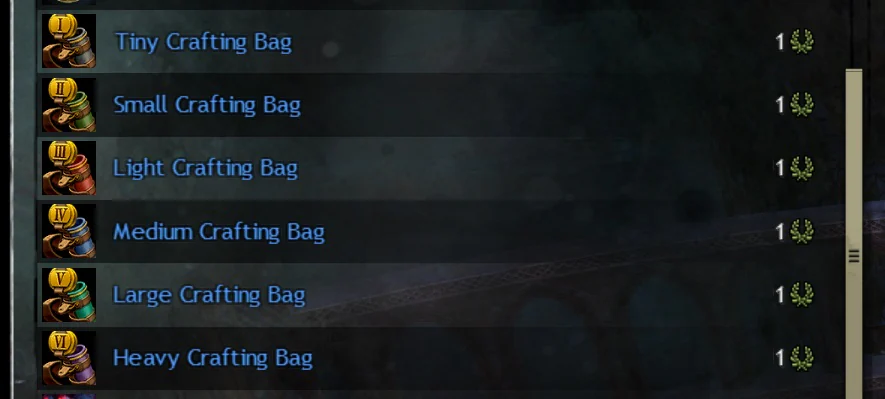 I
Tiny Crafting Bag 1
II
Small Crafting Bag 1
III
Light Crafting Bag 1
IV
Medium Crafting Bag 1
V
Large Crafting Bag 1
VI
Heavy Crafting Bag 1